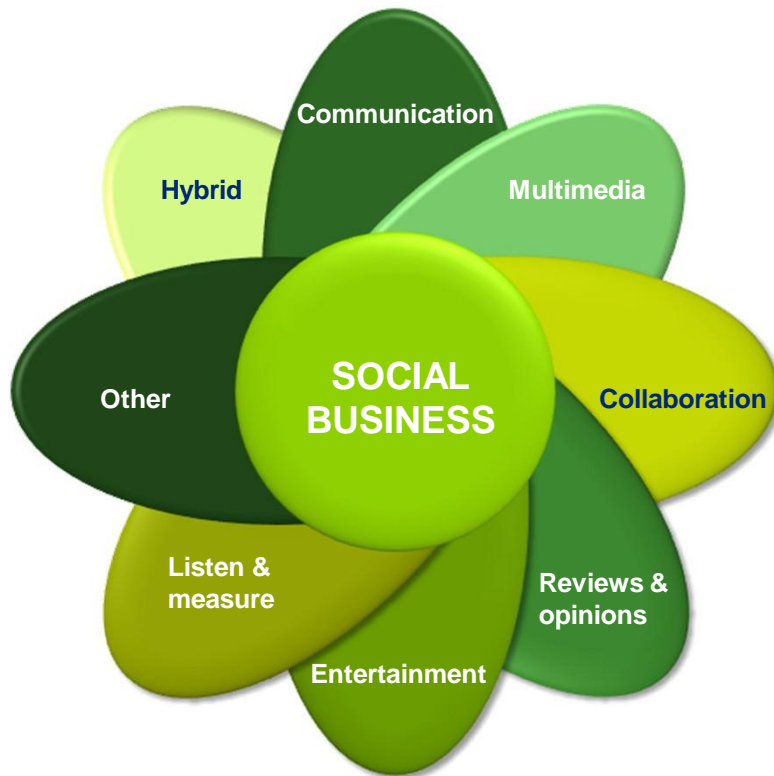 Communication
Hybrid
Multimedia
SOCIAL
BUSINESS
Other
Collaboration
Listen &
measure
Reviews &
opinions
Entertainment